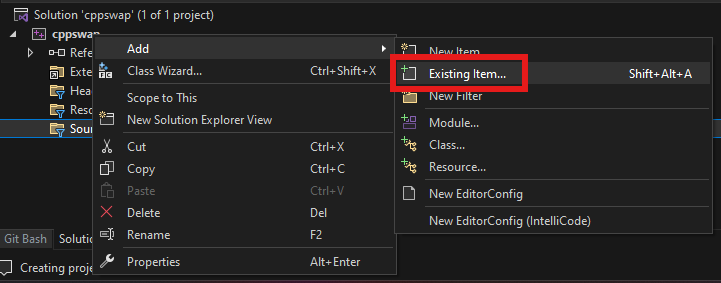 Solution 'cppswap' (1 of 1 project)
cppswap
Add
Class Wizard... Ctrl+Shift+X
Scope to This
New Solution Explorer View
Cut Ctrl+X
Copy Ctrl+C
Paste Ctrl+V
Delete Del
Rename F2
Properties Alt+Enter
New Item
Existing Item... Shift+Alt+A
New Filter
Module...
Class...
Resource...
New EditorConfig
New EditorConfig (IntelliCode)
Refe
Exte
Head
Reso
Sour
Git Bash Solutio
Creating proje